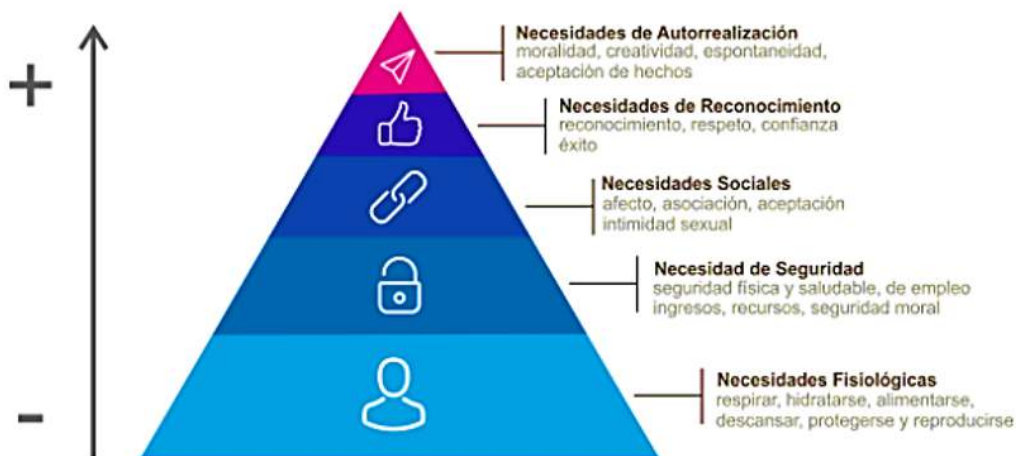 +
-
Necesidades de Autorrealización
moralidad, creatividad, espontaneidad,
aceptación de hechos
Necesidades de Reconocimiento
reconocimiento, respeto, confianza
éxito
Necesidades Sociales
afecto, asociación, aceptación
intimidad sexual
Necesidad de Seguridad
seguridad física y saludable, de empleo
ingresos, recursos, seguridad moral
Necesidades Fisiológicas
respirar, hidratarse, alimentarse,
descansar, protegerse y reproducirse